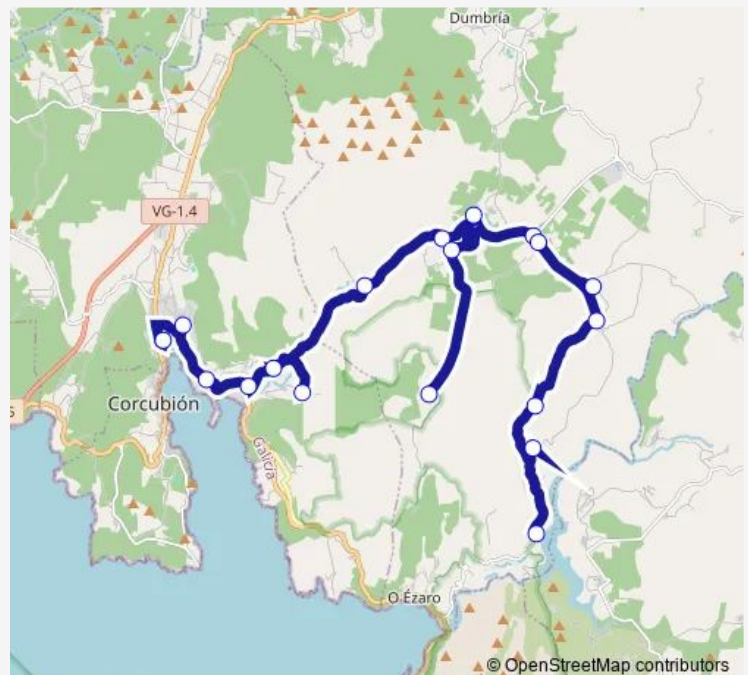 Dumbría
VG-1.4
Corcubión
Galicia
O Ézaro
© OpenStreetMap contributors